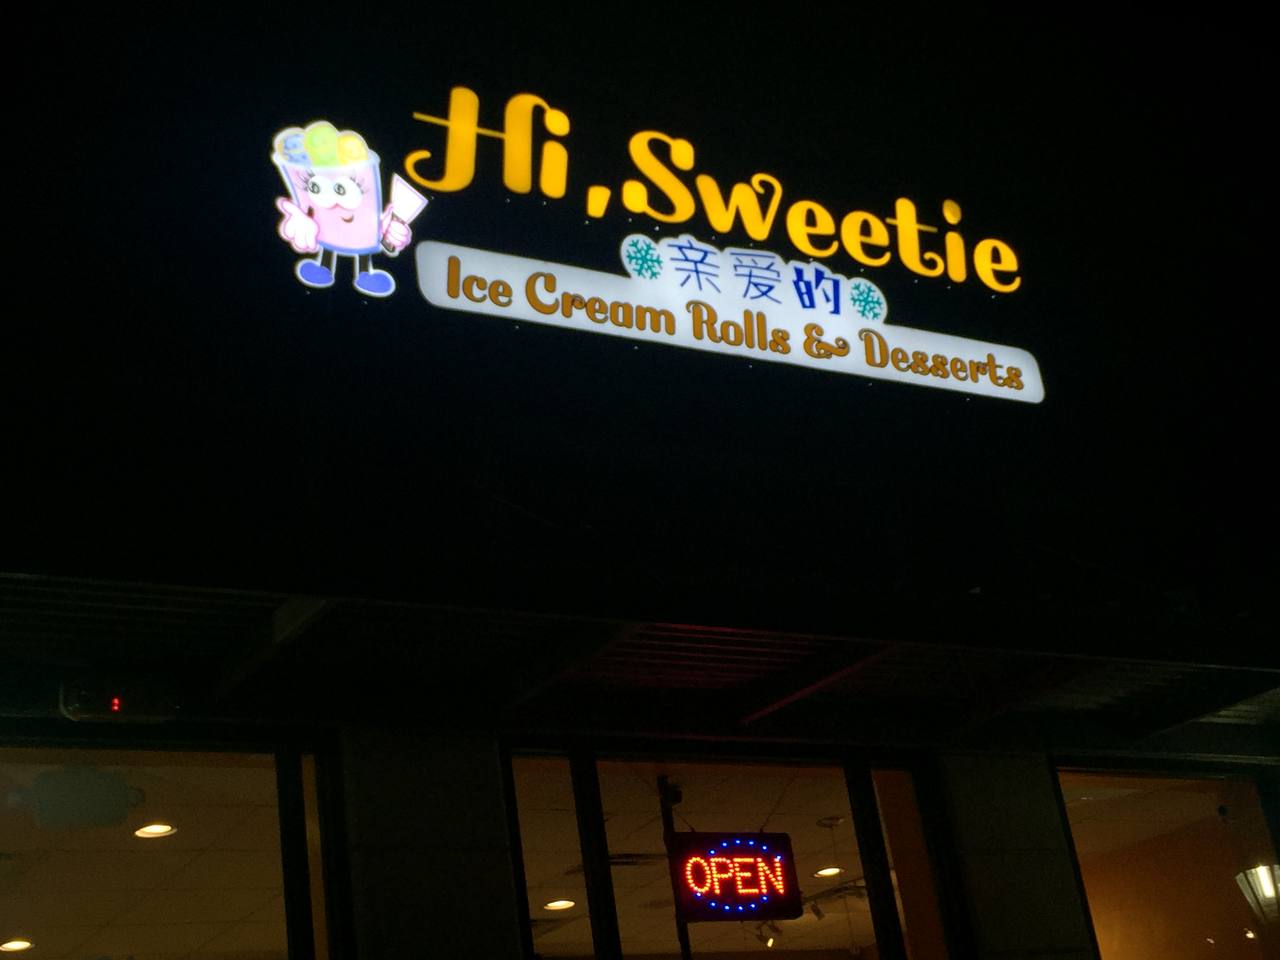 Hi, Sweetie
亲爱的
Ice Cream Rolls & Desserts
OPEN